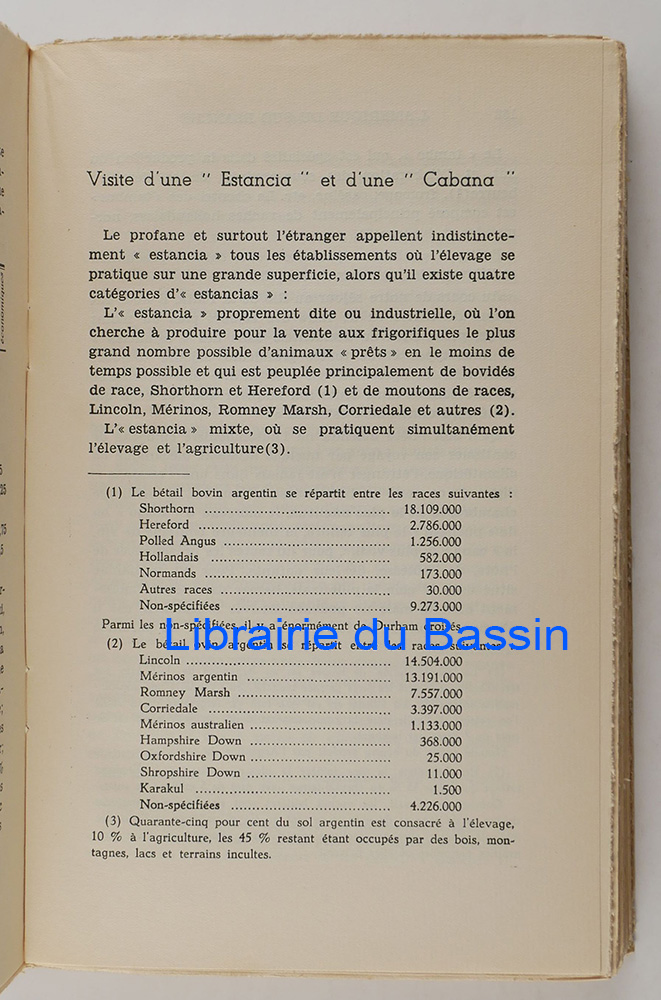 Visite d'une " Estancia " et d'une " Cabana "
Le profane et surtout l'étranger appellent indistincte-
ment « estancia » tous les établissements où l'élevage se
pratique sur une grande superficie, alors qu'il existe quatre
catégories d'« estancias » :
L'« estancia » proprement dite ou industrielle, où l'on
cherche à produire pour la vente aux frigorifiques le plus
grand nombre possible d'animaux « prêts » en le moins de
temps possible et qui est peuplée principalement de bovidés
de race, Shorthorn et Hereford (1) et de moutons de races,
Lincoln, Mérinos, Romney Marsh, Corriedale et autres (2).
L'« estancia » mixte, où se pratiquent simultanément
l'élevage et l'agriculture(3).
(1) Le bétail bovin argentin se répartit entre les races suivantes :
Shorthorn ........................................ 18.109.000
Hereford ........................................ 2.786.000
Polled Angus ................................... 1.256.000
Hollandais ...................................... 582.000
Normands ....................................... 173.000
Autres races .................................... 30.000
Non-spécifiées .................................. 9.273.000
Parmi les non-spécifiées, il y a énormément de Durham croisés.
Librairie du Bassin
(2) Le bétail bovin argentin se répartit entre les races suivantes
Lincoln ........................................... 14.504.000
Mérinos argentin ............................... 13.191.000
Romney Marsh ................................. 7.557.000
Corriedale ....................................... 3.397.000
Mérinos australien .............................. 1.133.000
Hampshire Down .............................. 368.000
Oxfordshire Down .............................. 25.000
Shropshire Down ............................... 11.000
Karakul .......................................... 1.500
Non-spécifiées .................................. 4.226.000
(3) Quarante-cinq pour cent du sol argentin est consacré à l'élevage,
10 % à l'agriculture, les 45 % restant étant occupés par des bois, mon-
tagnes, lacs et terrains incultes.